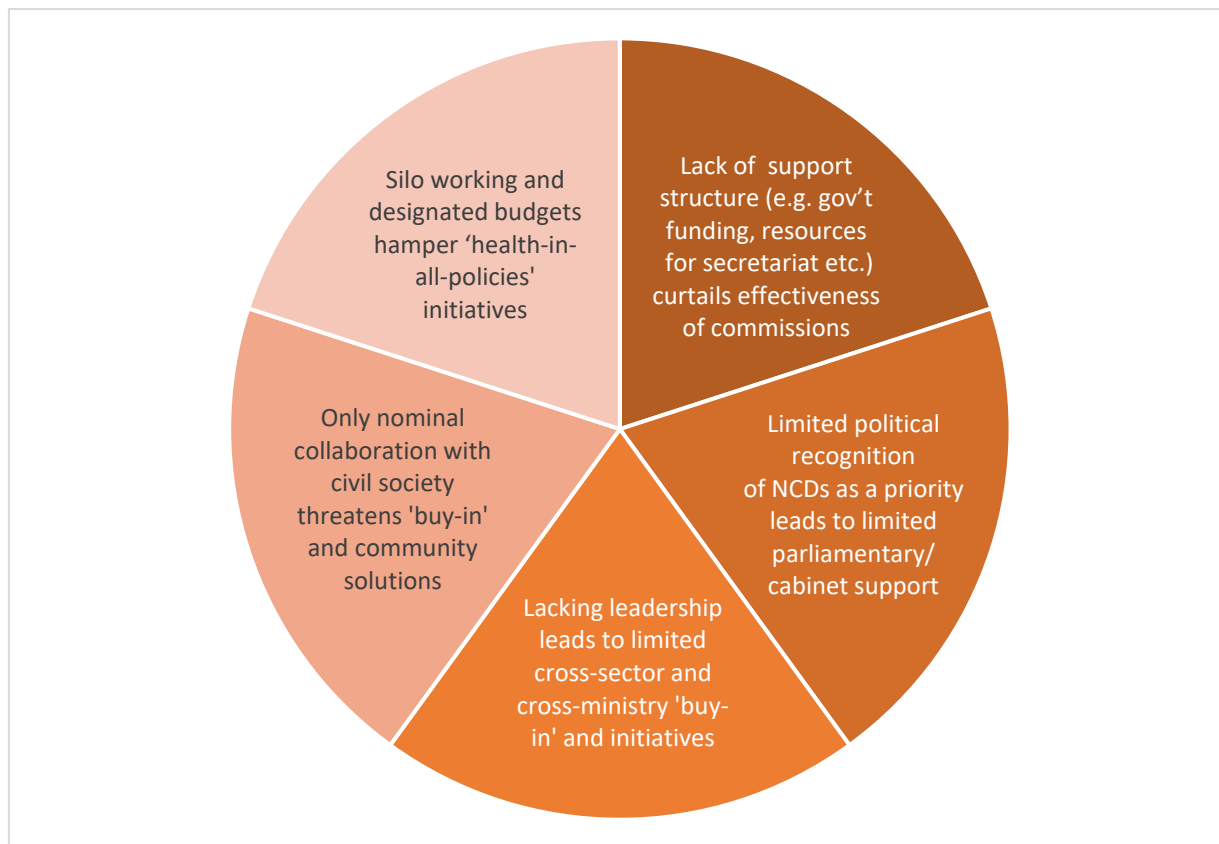 Lack of  support
structure (e.g. gov’t
funding, resources
for secretariat etc.)
curtails effectiveness
of commissions
Limited political
recognition
of NCDs as a priority
leads to limited
parliamentary/
cabinet support
Lacking leadership
leads to limited
cross-sector and
cross-ministry 'buy-
in' and initiatives
Only nominal
collaboration with
civil society
threatens 'buy-in'
and community
solutions
Silo working and
designated budgets
hamper ‘health-in-
all-policies'
initiatives